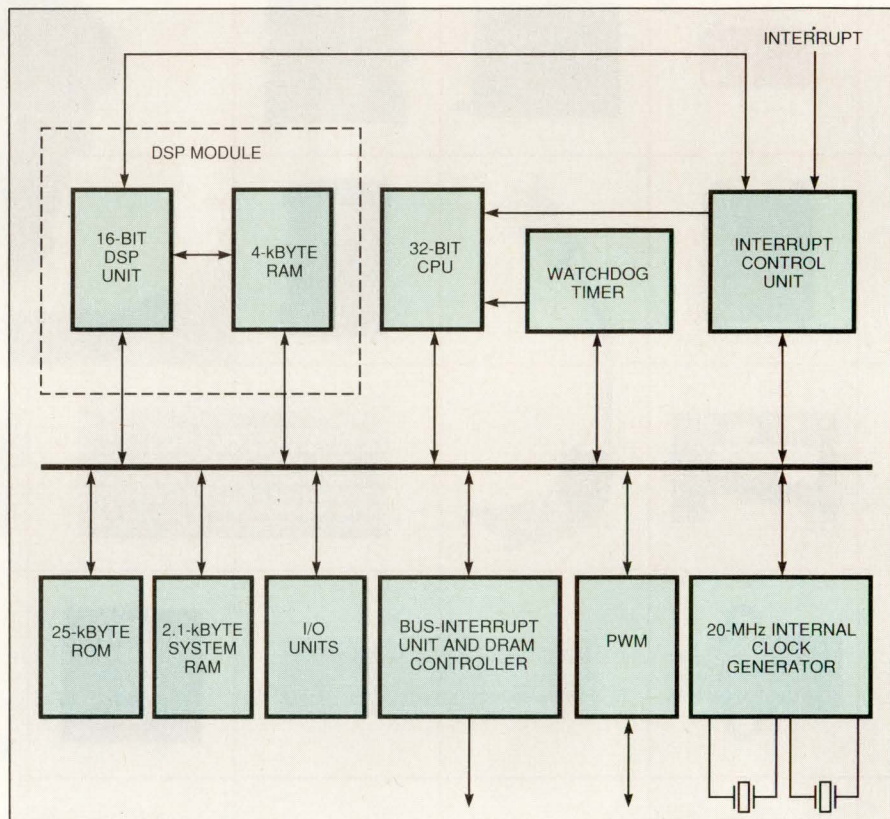 INTERRUPT
DSP MODULE
16-BIT
DSP
UNIT
4-kBYTE
RAM
32-BIT
CPU
WATCHDOG
TIMER
INTERRUPT
CONTROL
UNIT
25-kBYTE
ROM
2.1-kBYTE
SYSTEM
RAM
I/O
UNITS
BUS-INTERRUPT
UNIT AND DRAM
CONTROLLER
PWM
20-MHz INTERNAL
CLOCK
GENERATOR